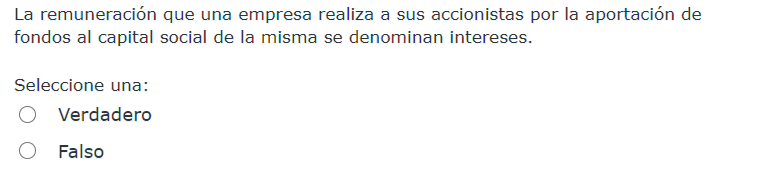 La remuneración que una empresa realiza a sus accionistas por la aportación de
fondos al capital social de la misma se denominan intereses.
Seleccione una:
Verdadero
Falso